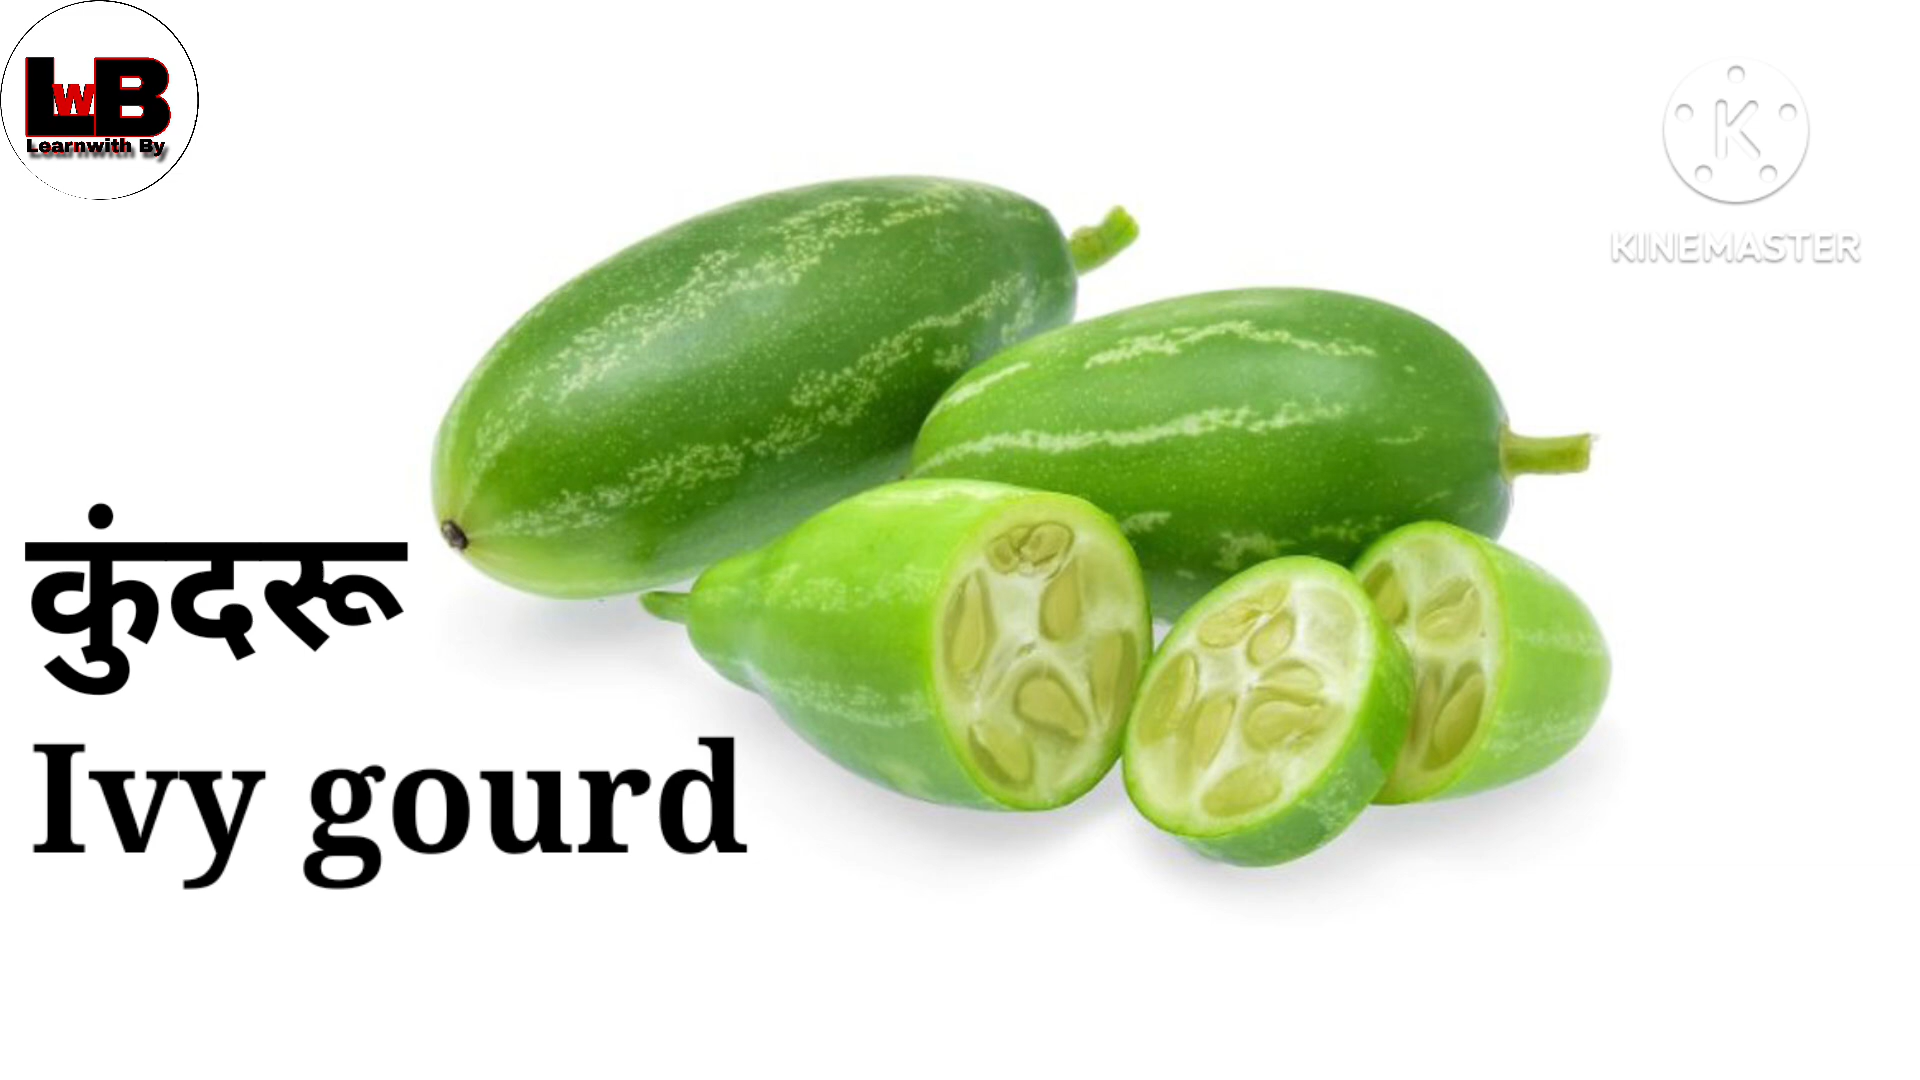 LwB
Learnwith By
KINEMASTER
कुंदरू
Ivy gourd